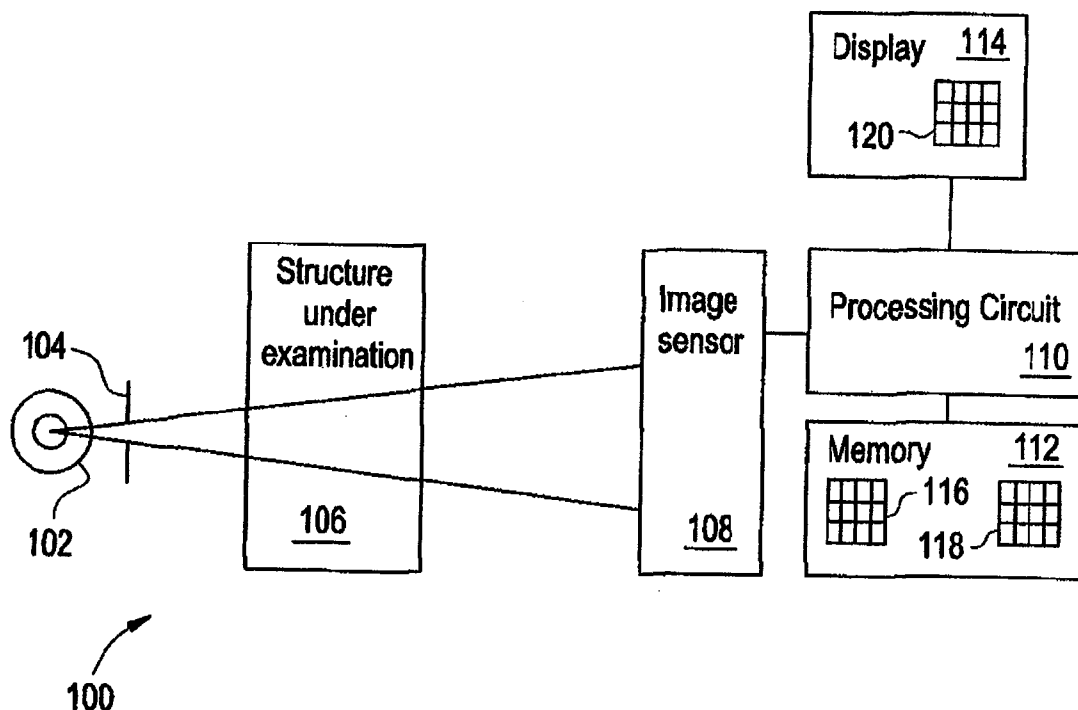 Display 114
120
Structure
under
examination
106
Image
sensor
108
Processing Circuit
110
Memory 112
116
118
104
102
100